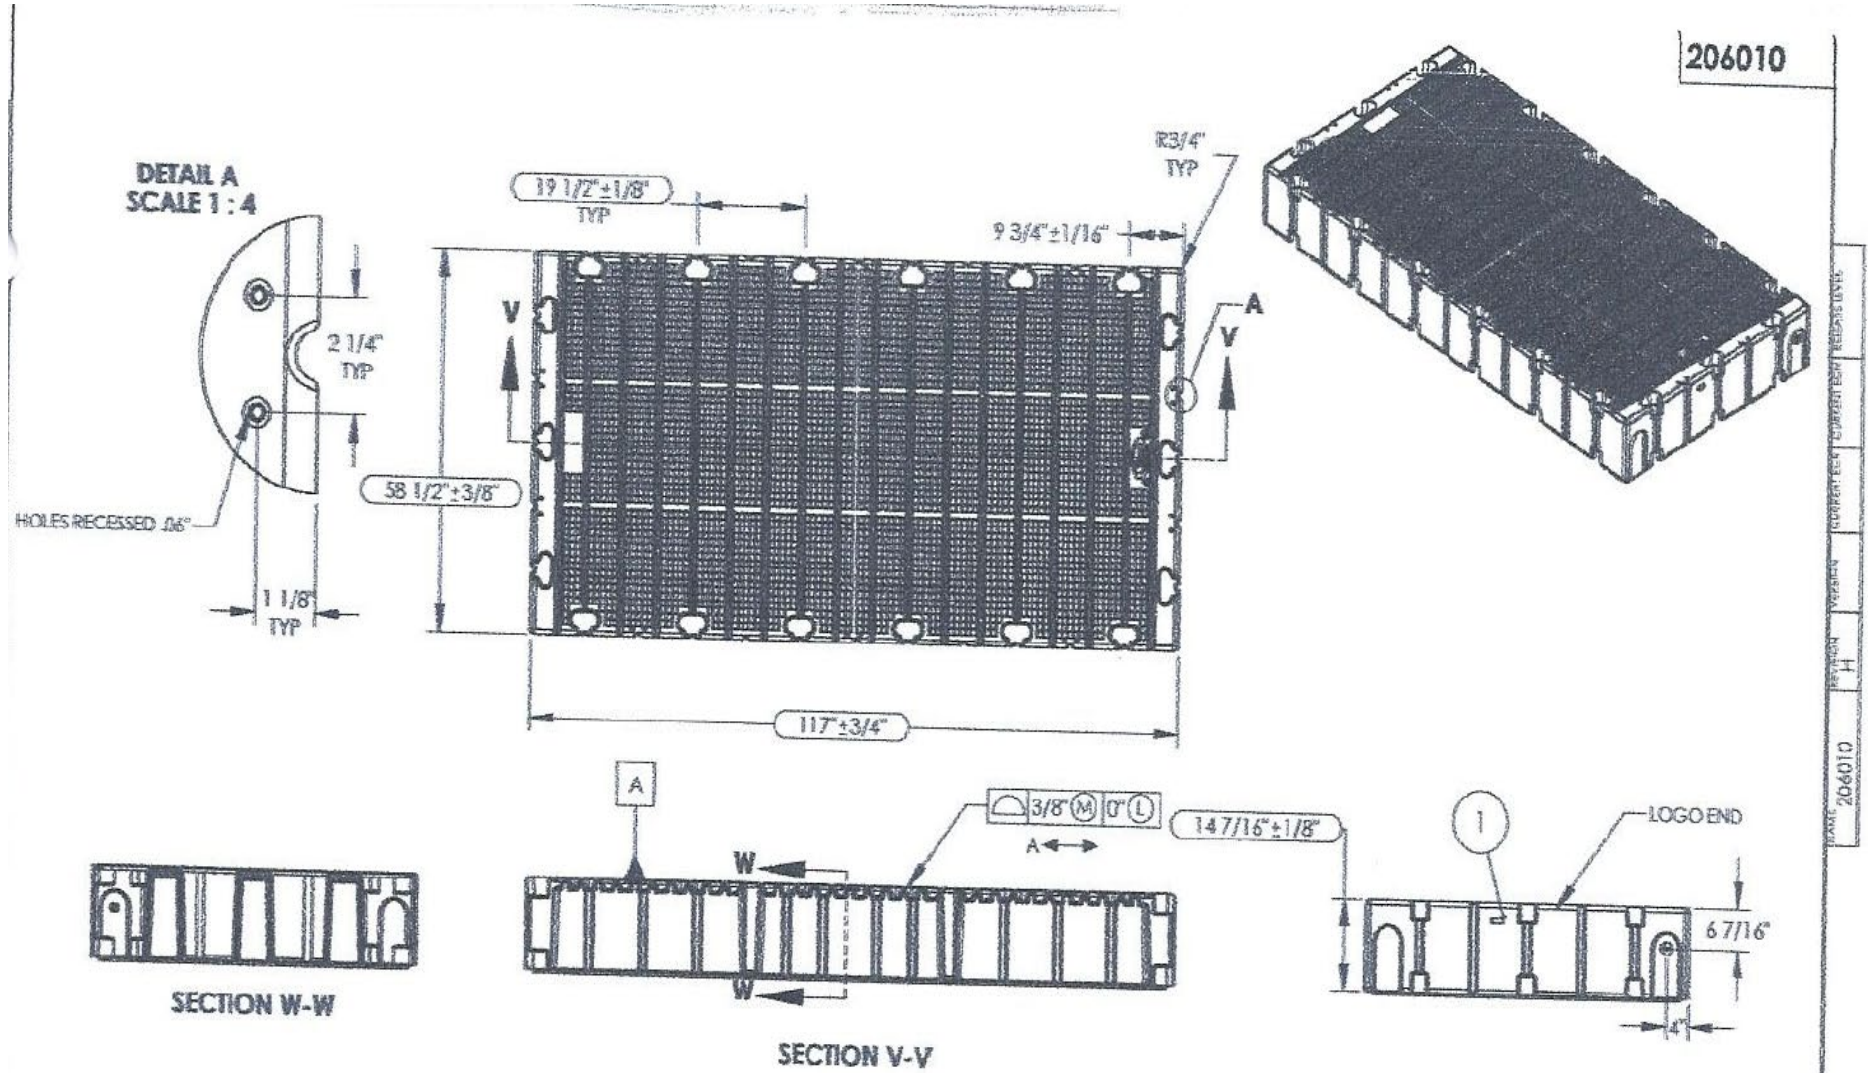 206010
DETAIL A
SCALE 1 : 4
19 1/2"±1/8"
TYP
R3/4"
TYP
9 3/4"±1/16"
V
A
V
2 1/4"
TYP
58 1/2"±3/8"
HOLES RECESSED .06"
1 1/8"
TYP
117"±3/4"
A
3/8" Ⓜ 0" Ⓛ
A
14 7/16"±1/8"
1
LOGO END
W
W
6 7/16"
4"
SECTION W-W
SECTION V-V
REVISION
H
NAME
206010